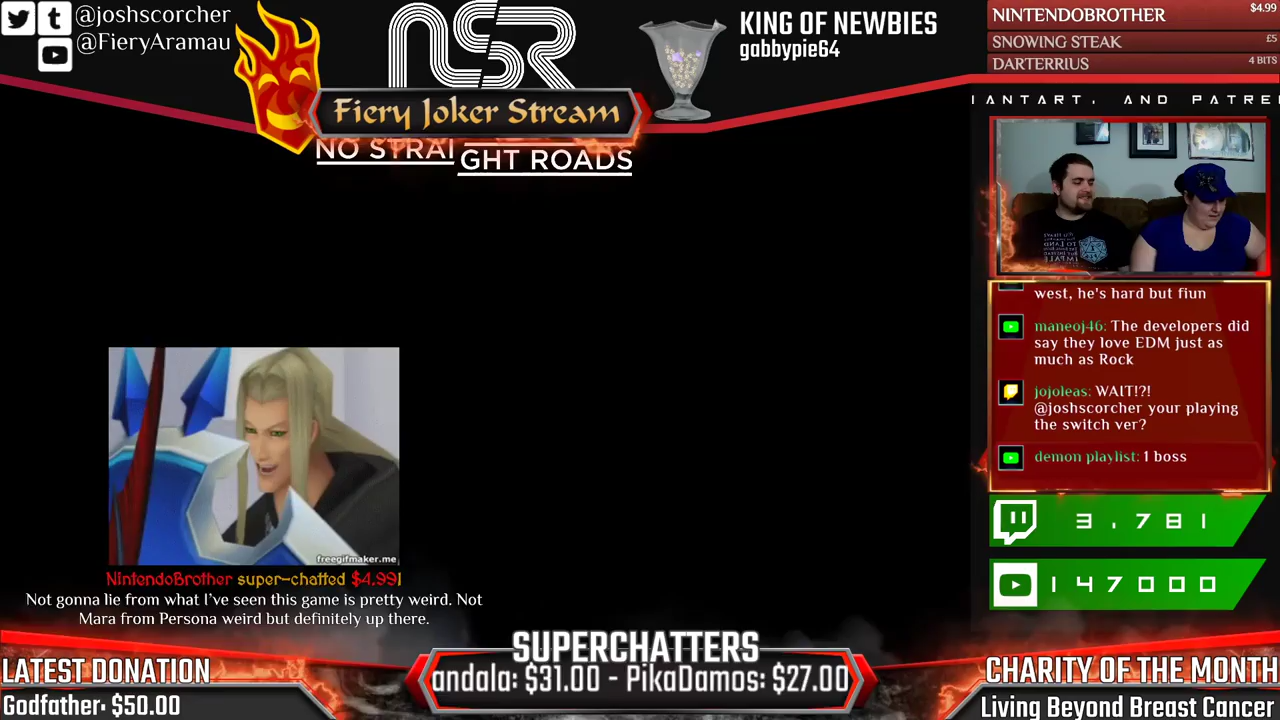 @joshscorcher
@FieryAramau
NSR
Fiery Joker Stream
NO STRAIGHT ROADS
KING OF NEWBIES
gabbypie64
NINTENDOBROTHER $4.99
SNOWING STEAK £5
DARTERRIUS 4 BITS
ANTART, AND PATRE
west, he's hard but fiun
maneoj46: The developers did
say they love EDM just as
much as Rock
jojoleas: WAIT!?!
@joshscorcher your playing
the switch ver?
demon playlist: 1 boss
3,781
147000
freegifmaker.me
NintendoBrother super-chatted $4.99!
Not gonna lie from what I've seen this game is pretty weird. Not
Mara from Persona weird but definitely up there.
LATEST DONATION
Godfather: $50.00
SUPERCHATTERS
andala: $31.00 - PikaDamos: $27.00
CHARITY OF THE MONTH
Living Beyond Breast Cancer